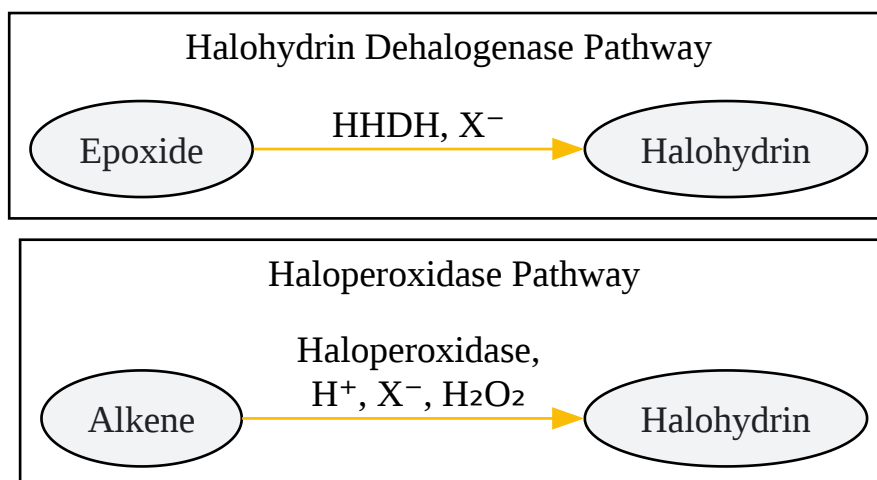 Halohydrin Dehalogenase Pathway
HHDH, X⁻
Epoxide
Halohydrin
Haloperoxidase Pathway
Haloperoxidase,
H⁺, X⁻, H₂O₂
Alkene
Halohydrin